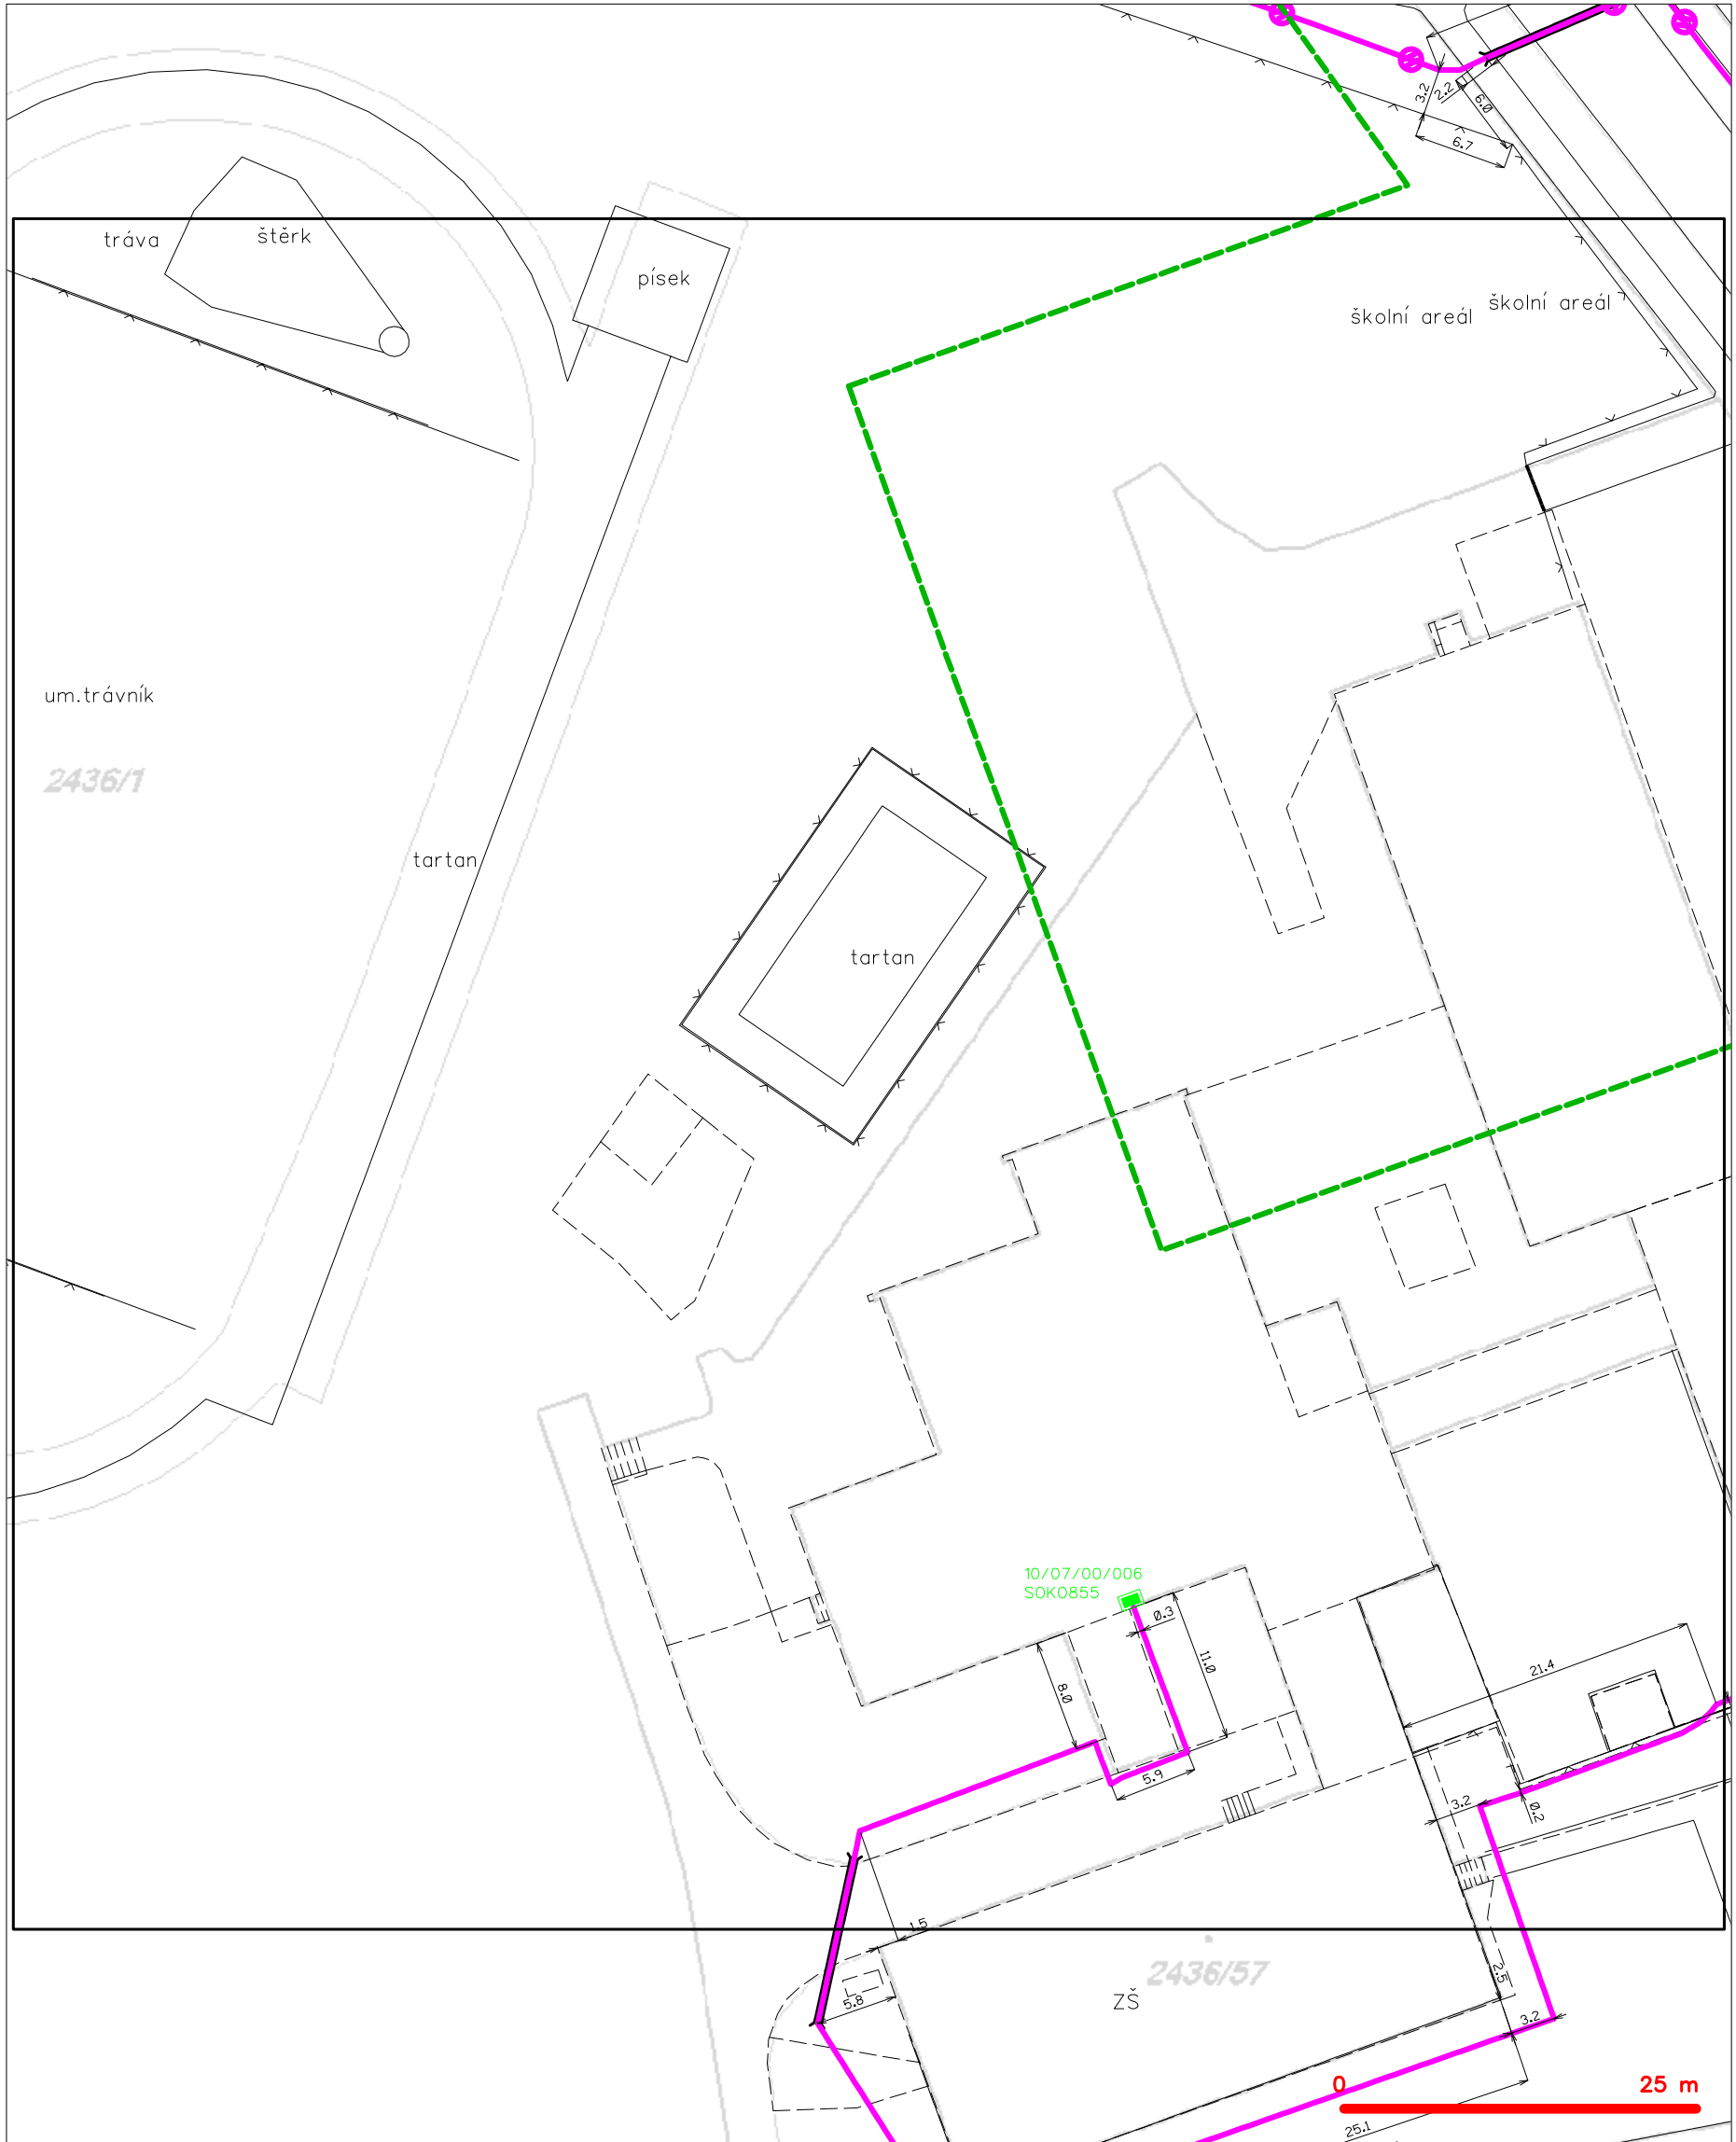 3.2
2.2
6.0
6.7
tráva
štěrk
písek
školní areál
školní areál
um.trávník
2436/1
tartan
tartan
10/07/00/006
SOK0855
0.3
11.0
8.0
21.4
5.9
3.2
0.2
1.5
2436/57
2.5
5.8
ZŠ
3.2
0
25 m
25.1